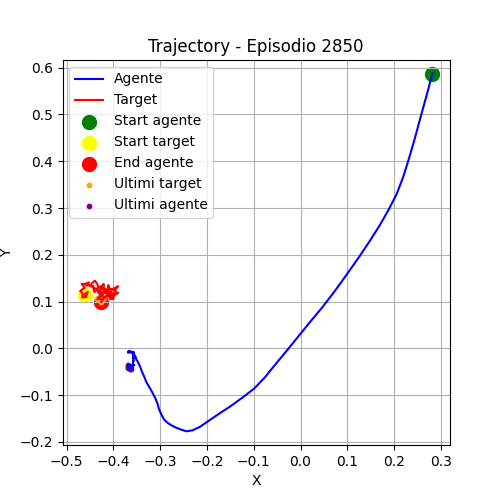 Trajectory - Episodio 2850
Agente
Target
Start agente
Start target
End agente
Ultimi target
Ultimi agente
Y
0.6
0.5
0.4
0.3
0.2
0.1
0.0
−0.1
−0.2
−0.5 −0.4 −0.3 −0.2 −0.1 0.0 0.1 0.2 0.3
X